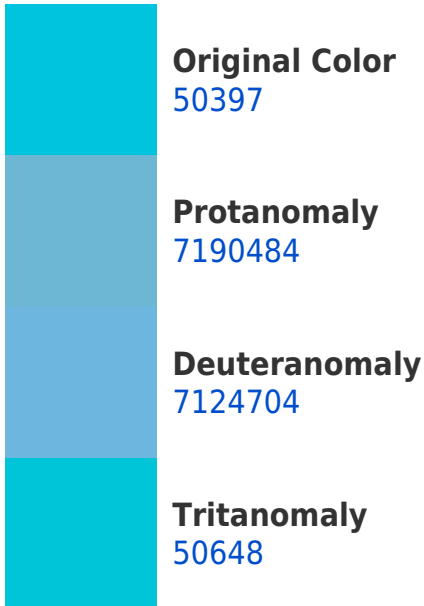 Original Color
50397
Protanomaly
7190484
Deuteranomaly
7124704
Tritanomaly
50648